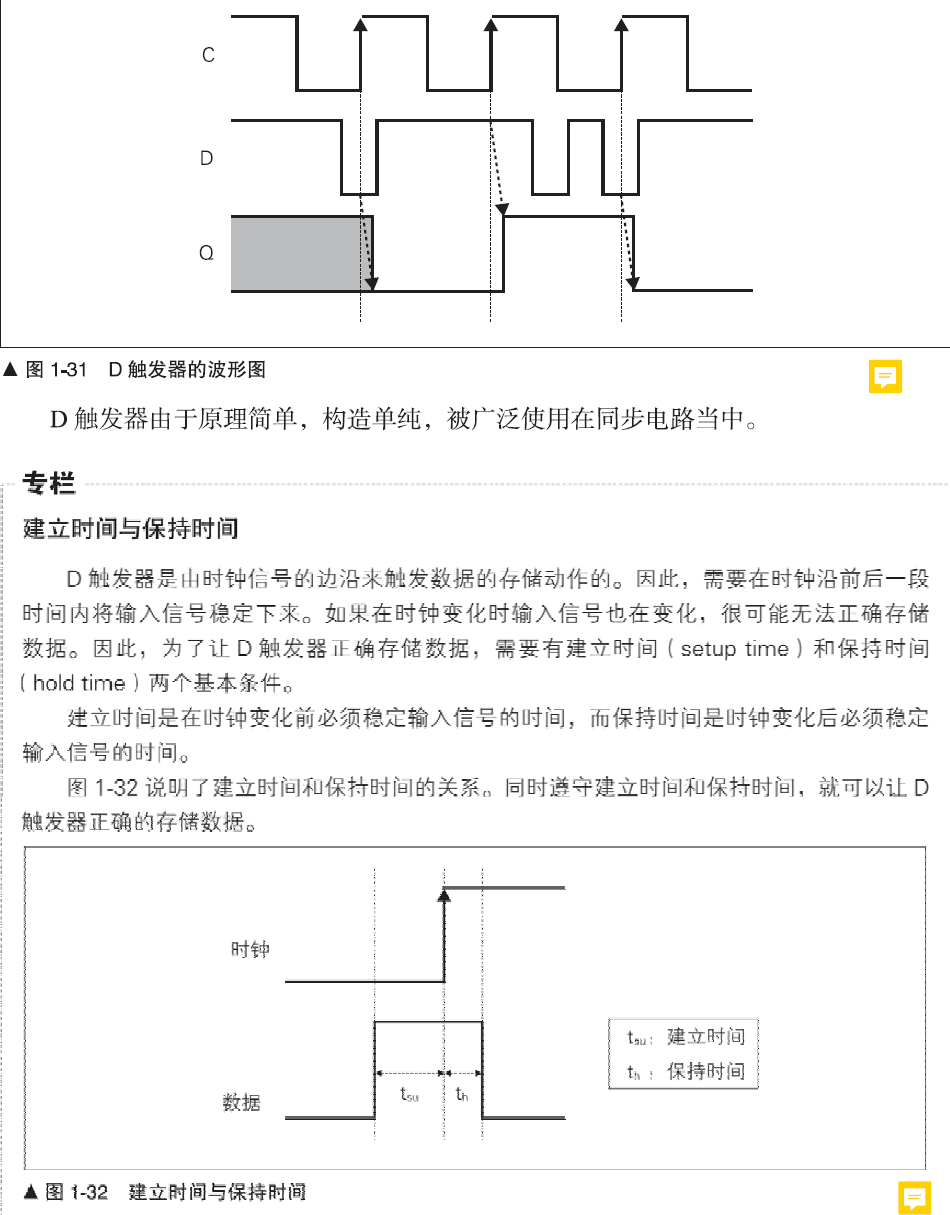 C
D
Q
▲ 图 1-31 D 触发器的波形图
D 触发器由于原理简单，构造单纯，被广泛使用在同步电路当中。
专栏
建立时间与保持时间
D 触发器是由时钟信号的边沿来触发数据的存储动作的。因此，需要在时钟沿前后一段
时间内将输入信号稳定下来。如果在时钟变化时输入信号也在变化，很可能无法正确存储
数据。因此，为了让 D 触发器正确存储数据，需要有建立时间（setup time）和保持时间
（hold time）两个基本条件。
建立时间是在时钟变化前必须稳定输入信号的时间，而保持时间是时钟变化后必须稳定
输入信号的时间。
图 1-32 说明了建立时间和保持时间的关系。同时遵守建立时间和保持时间，就可以让 D
触发器正确的存储数据。
时钟
数据
tsu
th
tsu：建立时间
th：保持时间
▲ 图 1-32 建立时间与保持时间